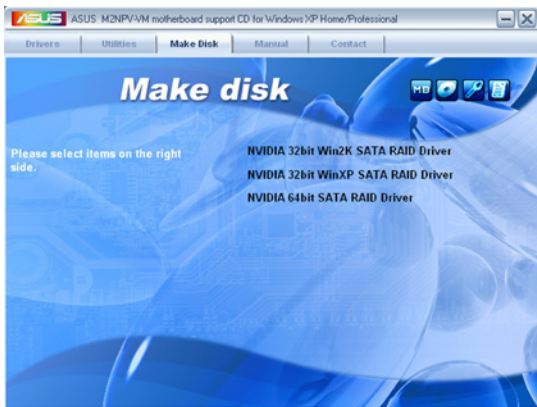 ASUS ASUS M2NPV-VM motherboard support CD for Windows XP Home/Professional
Drivers Utilities Make Disk Manual Contact
Make disk
MB
Please select items on the right
side.
NVIDIA 32bit Win2K SATA RAID Driver
NVIDIA 32bit WinXP SATA RAID Driver
NVIDIA 64bit SATA RAID Driver